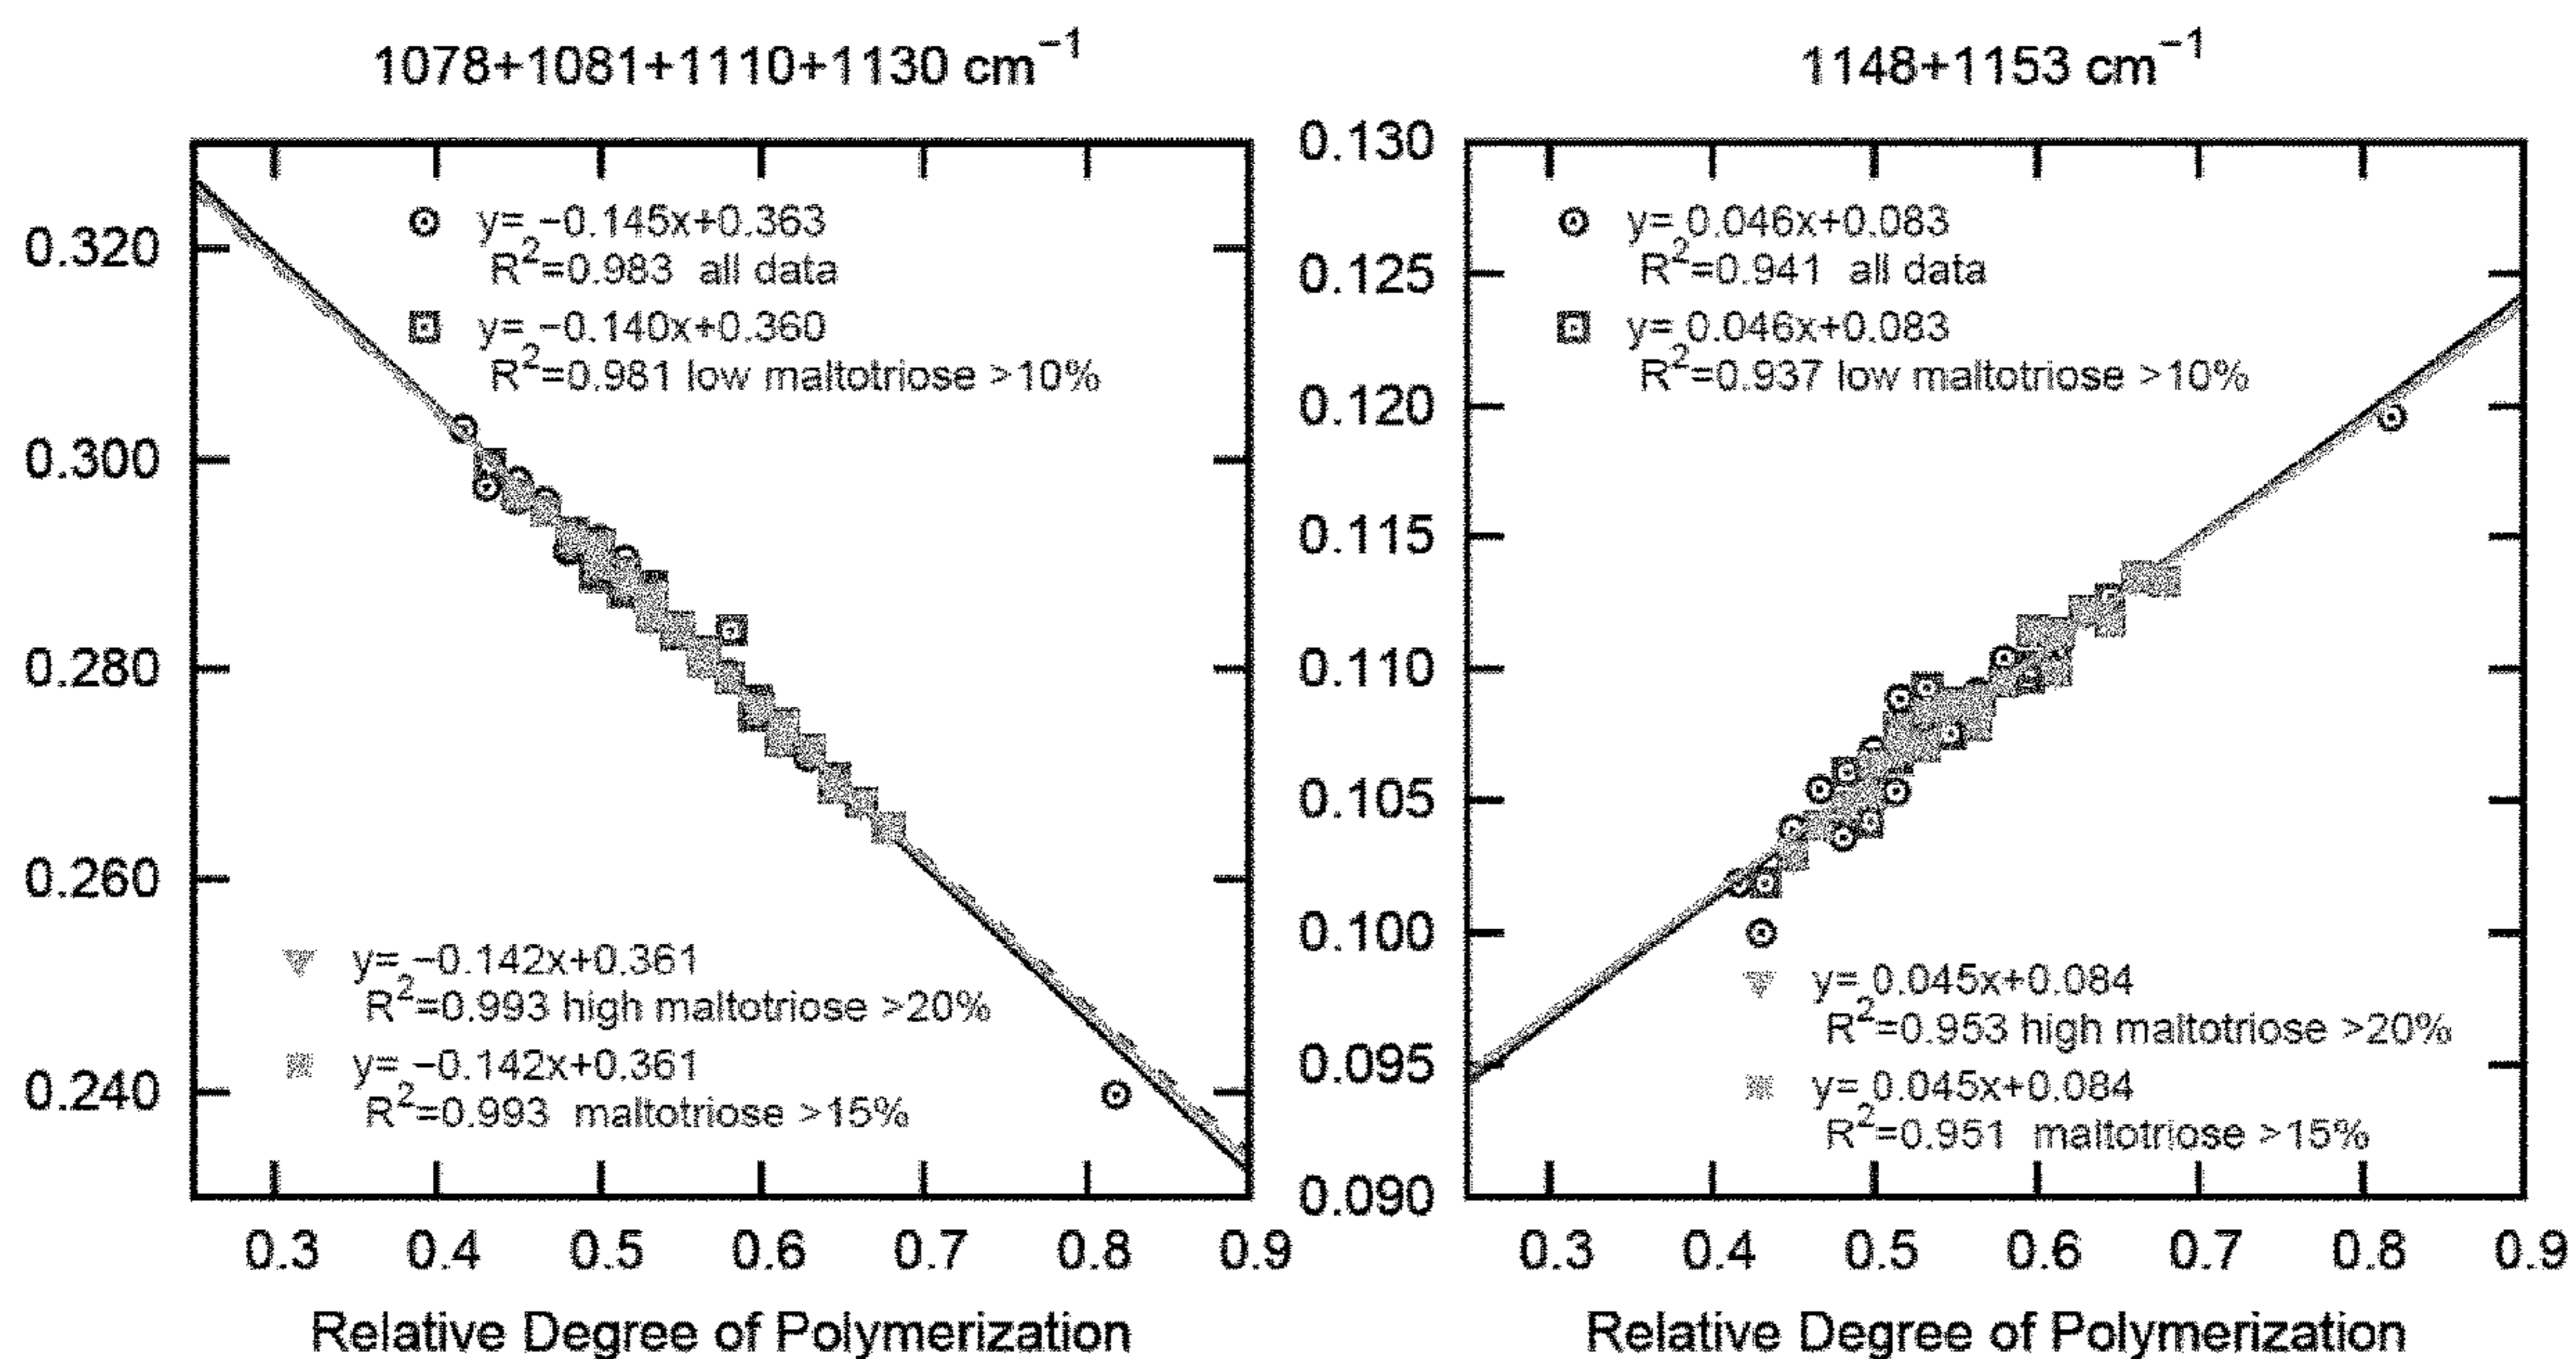 1078+1081+1110+1130 cm⁻¹
0.320
0.300
0.280
0.260
0.240
y= −0.145x+0.363
R²=0.983 all data
y= −0.140x+0.360
R²=0.981 low maltotriose >10%
y= −0.142x+0.361
R²=0.993 high maltotriose >20%
y= −0.142x+0.361
R²=0.993 maltotriose >15%
0.3 0.4 0.5 0.6 0.7 0.8 0.9
Relative Degree of Polymerization
1148+1153 cm⁻¹
0.130
0.125
0.120
0.115
0.110
0.105
0.100
0.095
0.090
y= 0.046x+0.083
R²=0.941 all data
y= 0.046x+0.083
R²=0.937 low maltotriose >10%
y= 0.045x+0.084
R²=0.953 high maltotriose >20%
y= 0.045x+0.084
R²=0.951 maltotriose >15%
0.3 0.4 0.5 0.6 0.7 0.8 0.9
Relative Degree of Polymerization